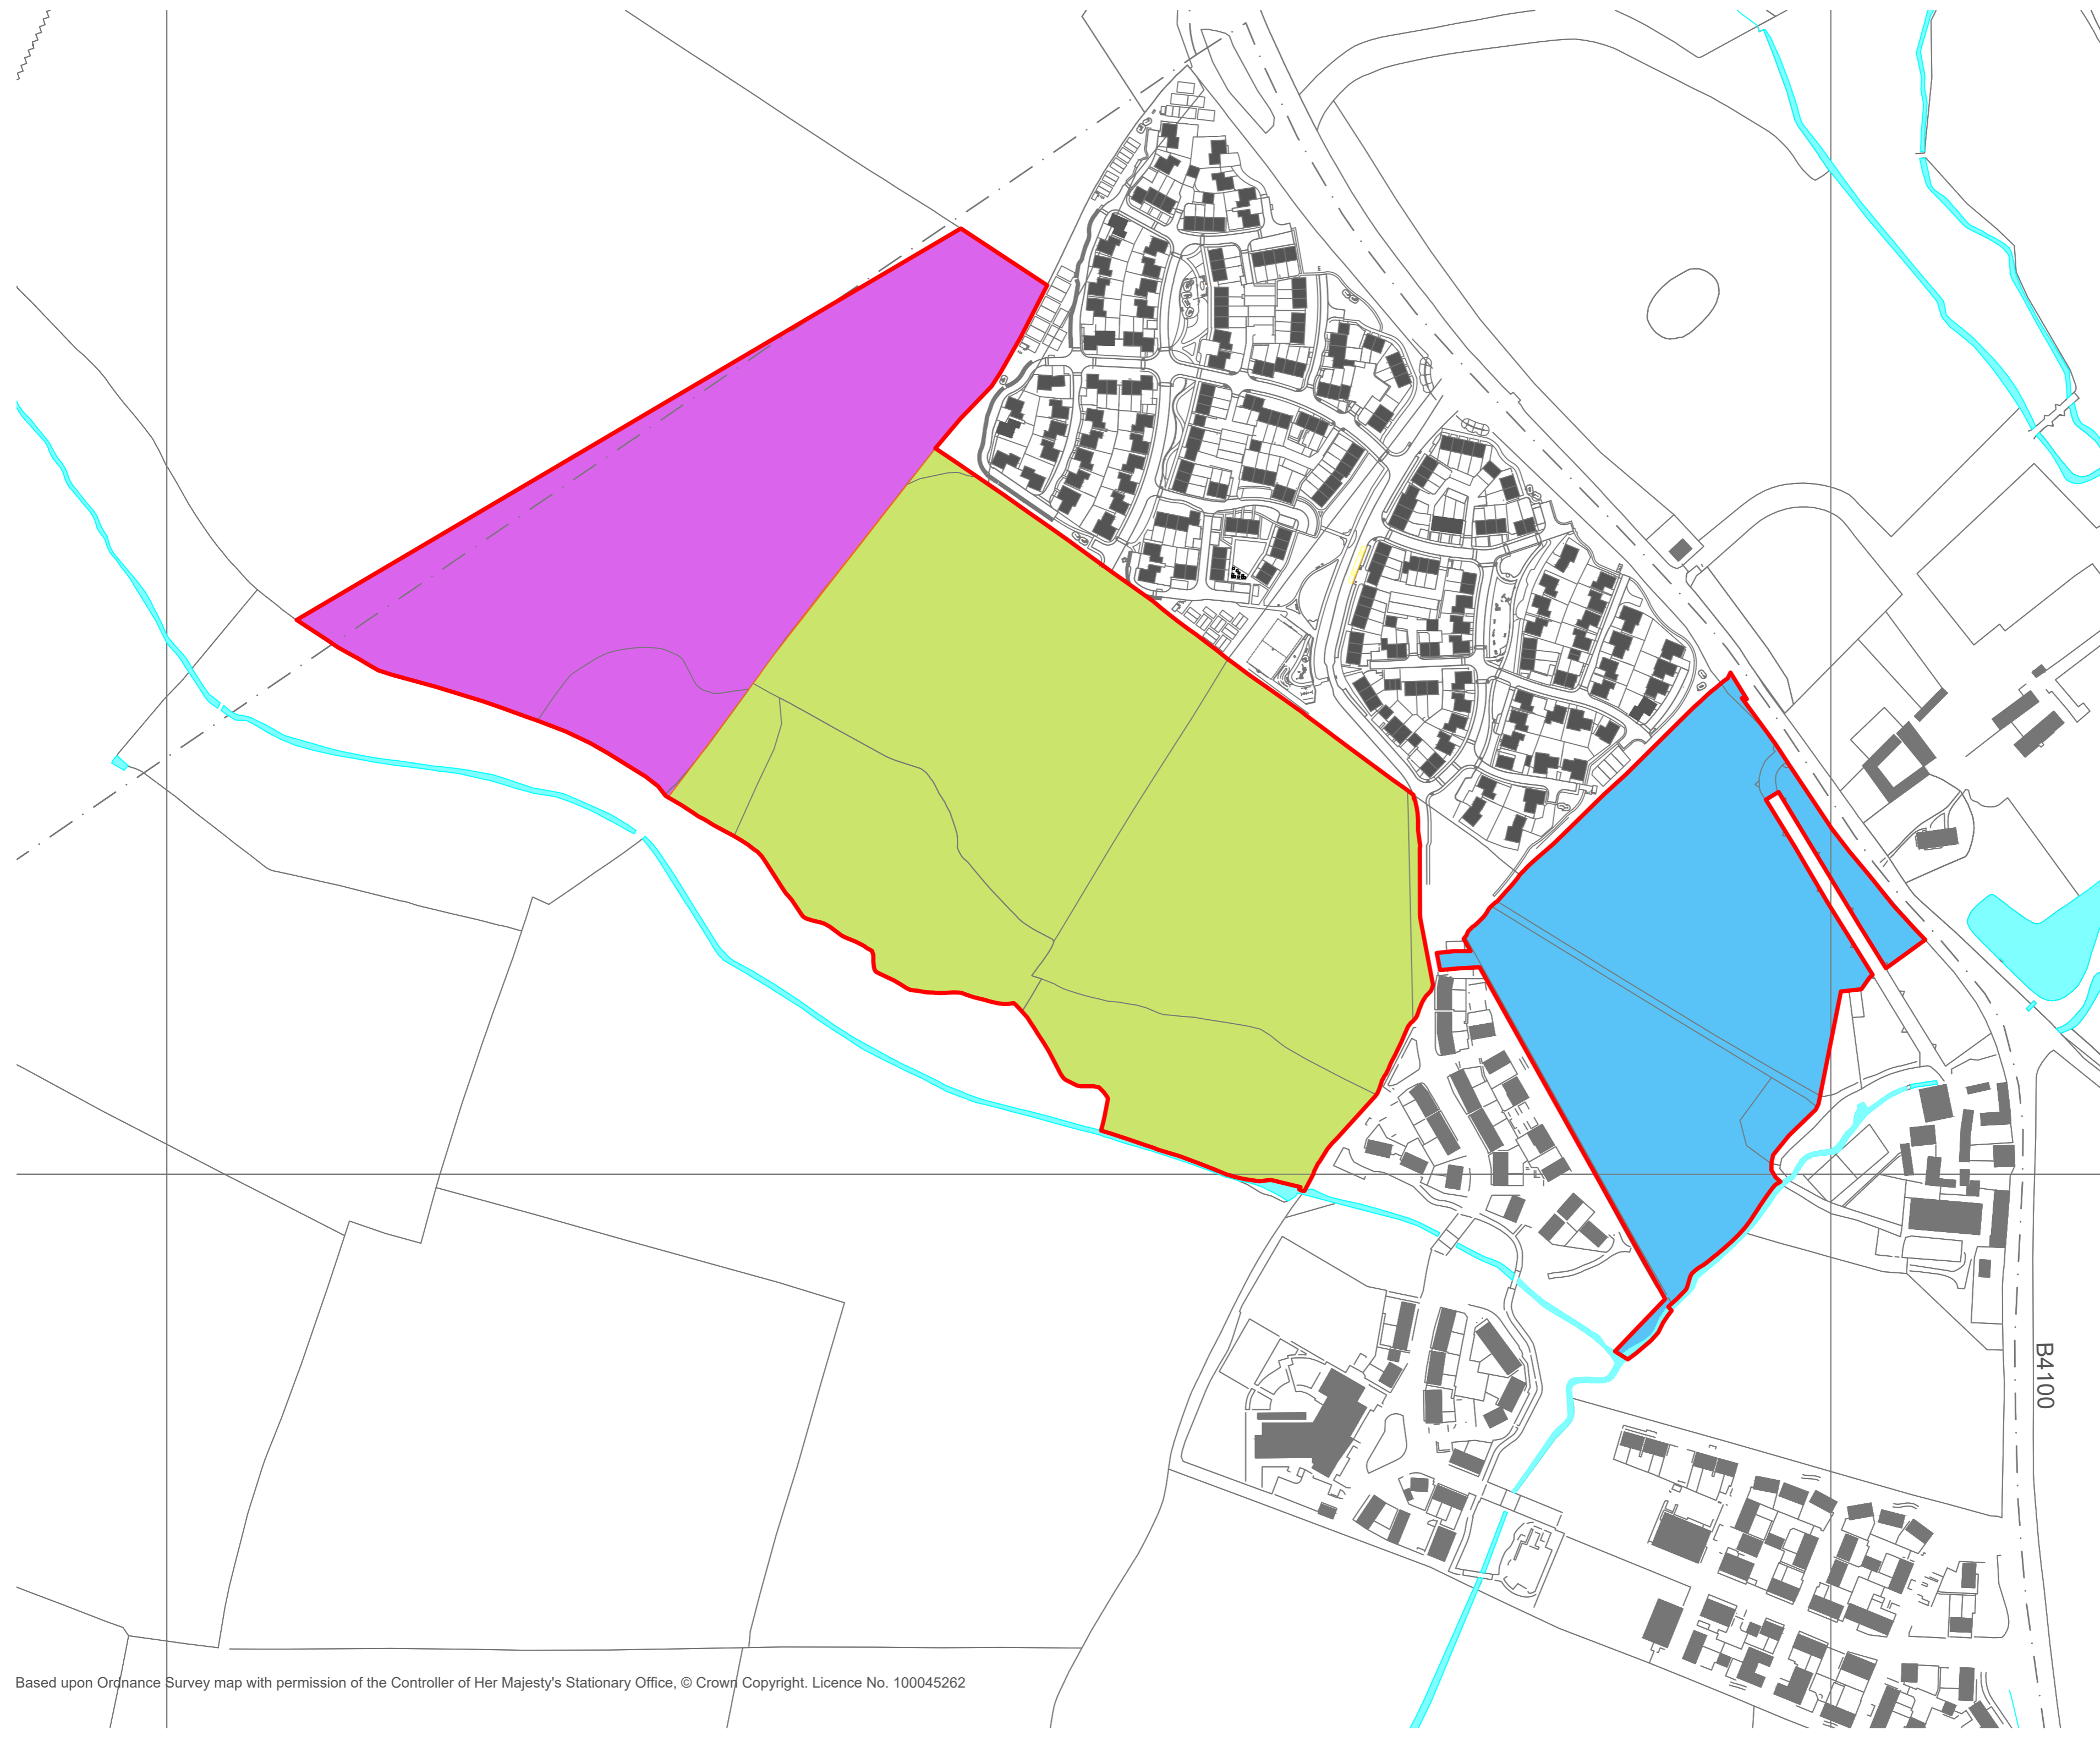 B4100
Based upon Ordnance Survey map with permission of the Controller of Her Majesty's Stationary Office, © Crown Copyright. Licence No. 100045262